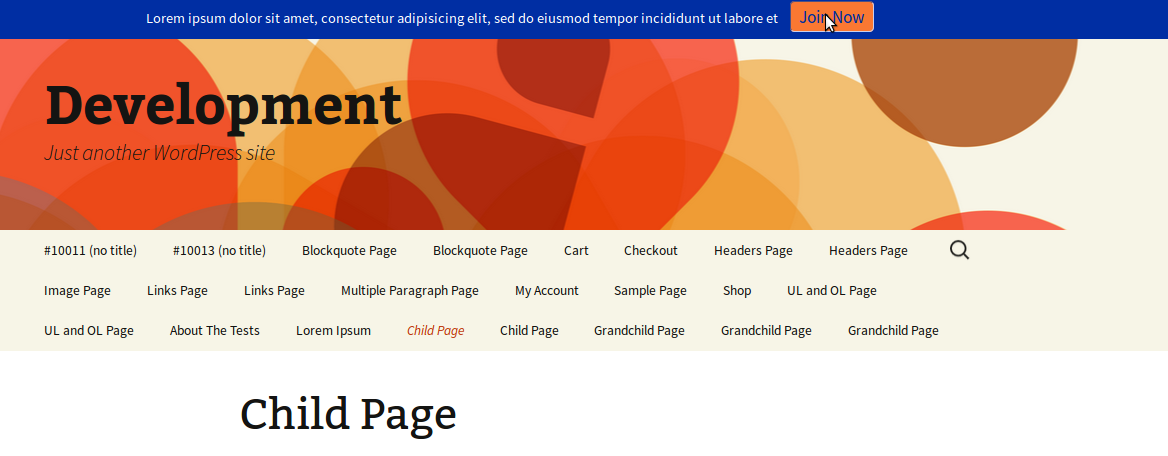 Lorem ipsum dolor sit amet, consectetur adipisicing elit, sed do eiusmod tempor incididunt ut labore et Join Now
Development
Just another WordPress site
#10011 (no title) #10013 (no title) Blockquote Page Blockquote Page Cart Checkout Headers Page Headers Page
Image Page Links Page Links Page Multiple Paragraph Page My Account Sample Page Shop UL and OL Page
UL and OL Page About The Tests Lorem Ipsum Child Page Child Page Grandchild Page Grandchild Page Grandchild Page
Child Page